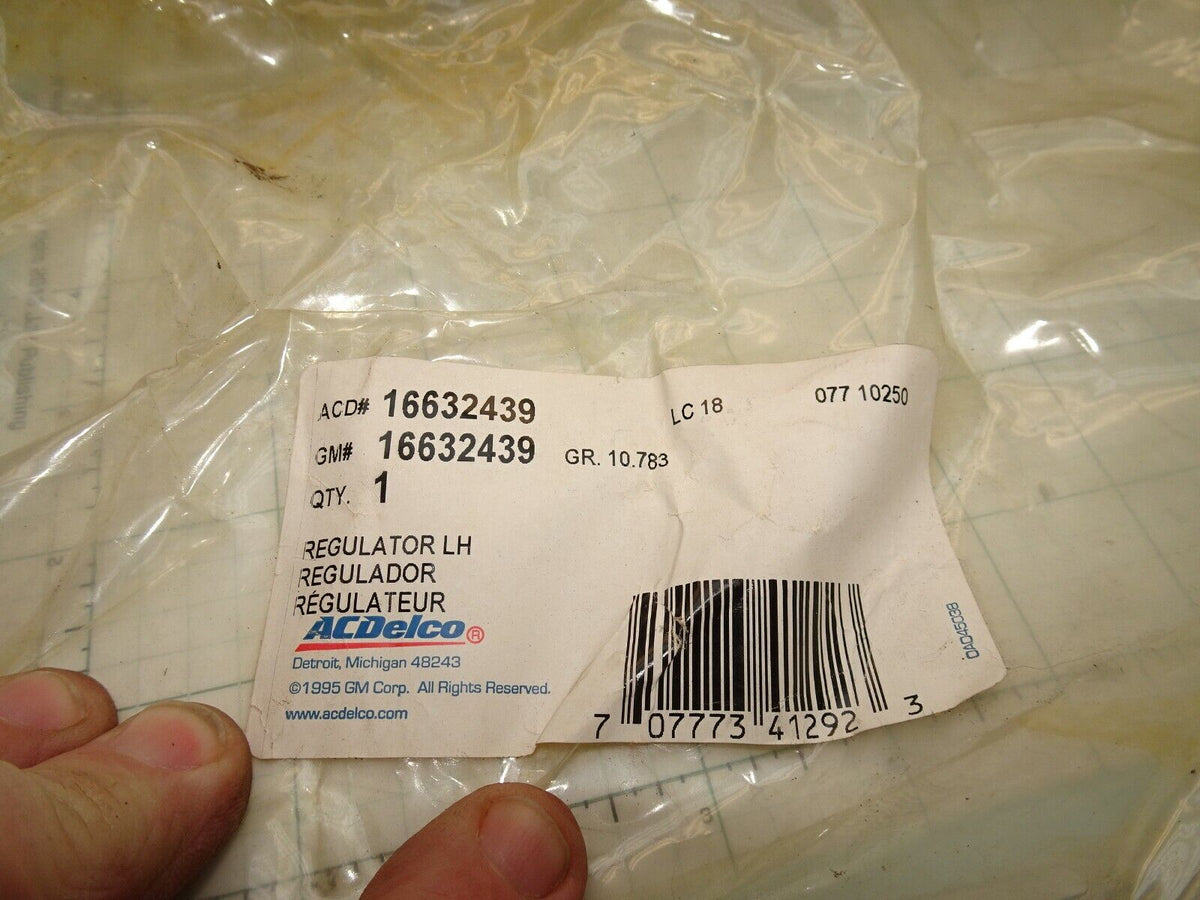 ACD# 16632439
LC 18
077 10250
GM# 16632439 GR. 10.783
QTY. 1
REGULATOR LH
REGULADOR
RÉGULATEUR
ACDelco®
Detroit, Michigan 48243
©1995 GM Corp. All Rights Reserved.
www.acdelco.com
7 07773 41292 3
0A045038